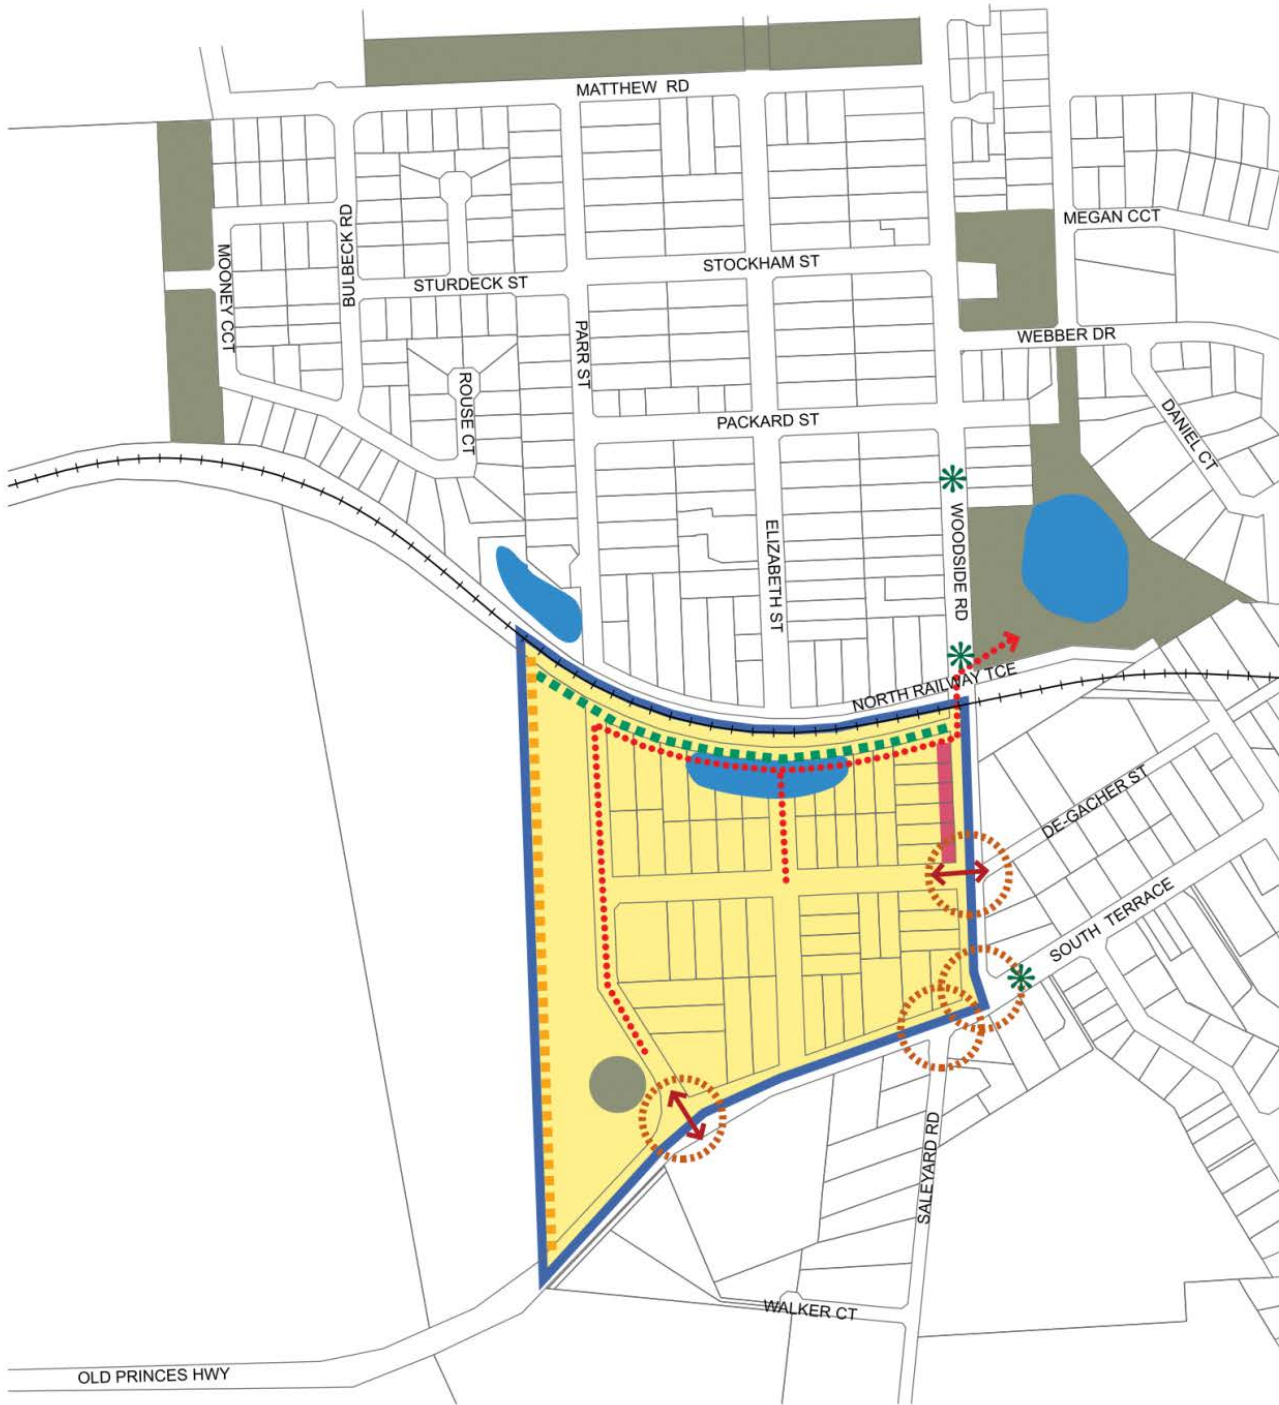 MATTHEW RD
MEGAN CCT
BULBECK RD
MOONEY CCT
STOCKHAM ST
STURDECK ST
WEBBER DR
PARR ST
ROUSE CT
PACKARD ST
DANIEL CT
WOODSIDE RD
ELIZABETH ST
NORTH RAILWAY TCE
DE-GACHER ST
SOUTH TERRACE
SALEYARD RD
WALKER CT
OLD PRINCES HWY